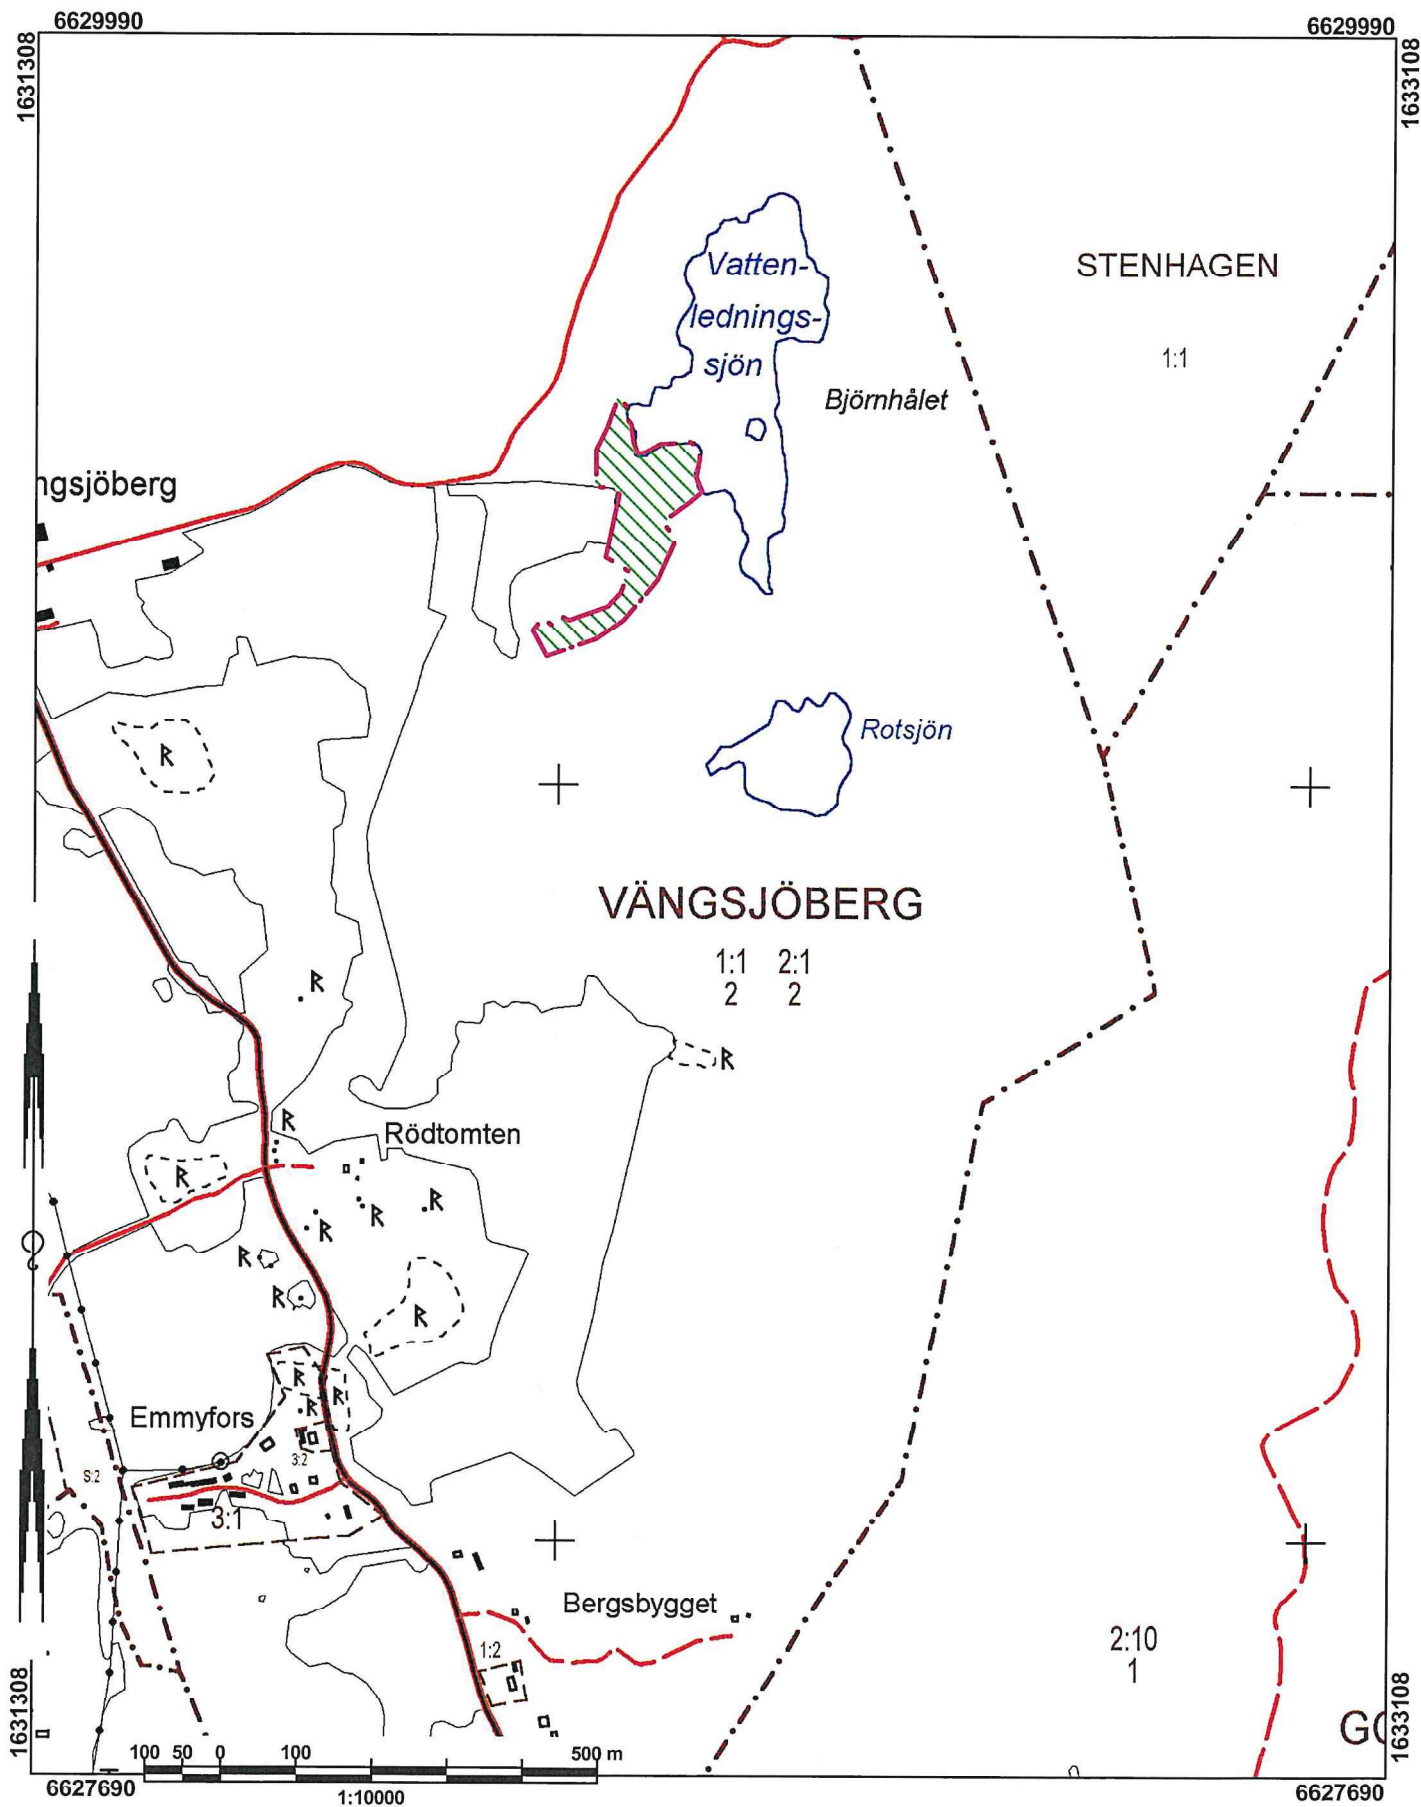 6629990
6629990
1631308
1633108
Vatten-
lednings-
sjön
STENHAGEN
1:1
Björnhålet
ngsjöberg
R
Rotsjön
VÄNGSJÖBERG
1:1 2:1
2 2
R
R
R
Rödtomten
R
R
R
R
R
R
R
R
R
R
Emmyfors
3:2
S:2
3:1
Bergsbygget
1:2
2:10
1
GO
1631308
1633108
100 50 0 100 500 m
6627690
1:10000
6627690